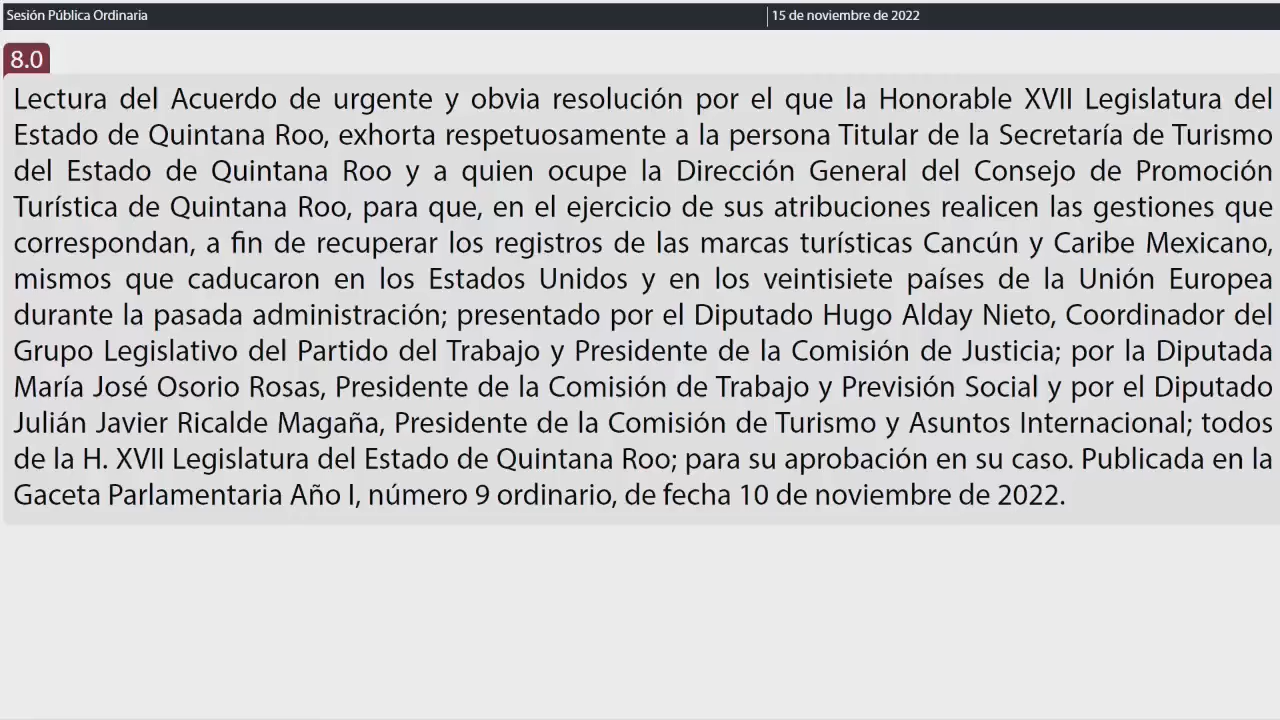 Sesión Pública Ordinaria
15 de noviembre de 2022
8.0
Lectura del Acuerdo de urgente y obvia resolución por el que la Honorable XVII Legislatura del
Estado de Quintana Roo, exhorta respetuosamente a la persona Titular de la Secretaría de Turismo
del Estado de Quintana Roo y a quien ocupe la Dirección General del Consejo de Promoción
Turística de Quintana Roo, para que, en el ejercicio de sus atribuciones realicen las gestiones que
correspondan, a fin de recuperar los registros de las marcas turísticas Cancún y Caribe Mexicano,
mismos que caducaron en los Estados Unidos y en los veintisiete países de la Unión Europea
durante la pasada administración; presentado por el Diputado Hugo Alday Nieto, Coordinador del
Grupo Legislativo del Partido del Trabajo y Presidente de la Comisión de Justicia; por la Diputada
María José Osorio Rosas, Presidente de la Comisión de Trabajo y Previsión Social y por el Diputado
Julián Javier Ricalde Magaña, Presidente de la Comisión de Turismo y Asuntos Internacional; todos
de la H. XVII Legislatura del Estado de Quintana Roo; para su aprobación en su caso. Publicada en la
Gaceta Parlamentaria Año I, número 9 ordinario, de fecha 10 de noviembre de 2022.